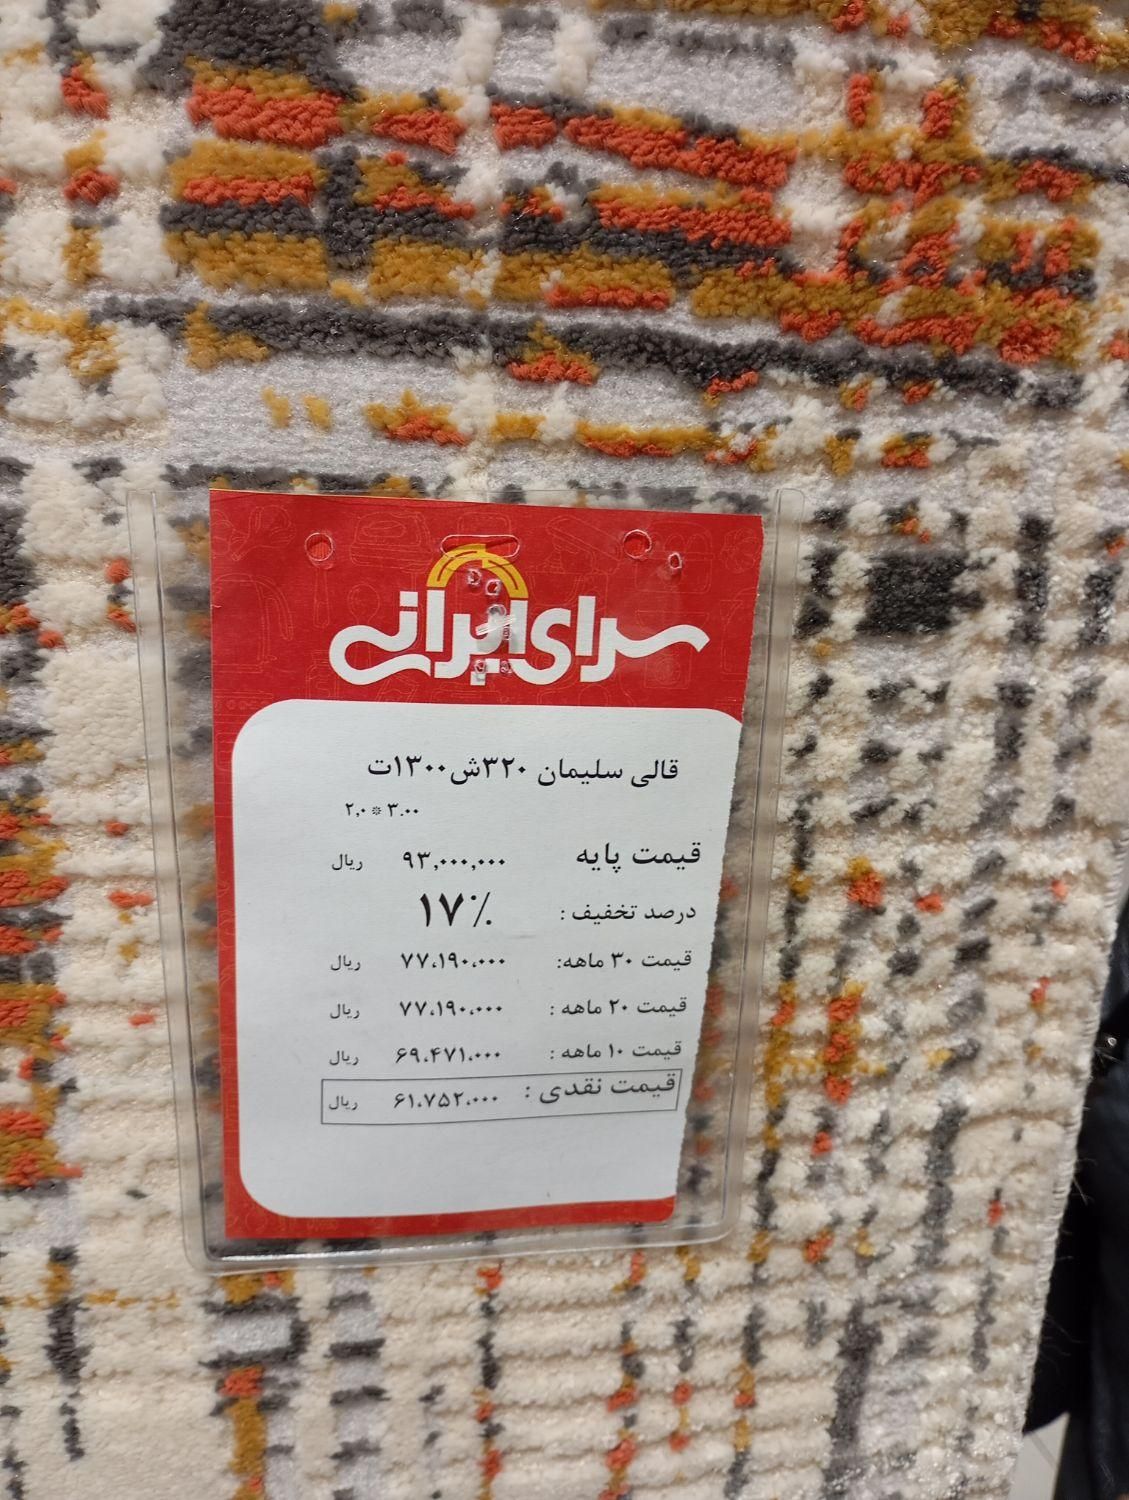 سرای ایرانی
قالی سلیمان ۳۲۰ش۱۳۰۰ت
۲,۰ * ۳.۰۰
قیمت پایه ۹۳,۰۰۰,۰۰۰ ریال
درصد تخفیف : ۱۷٪
قیمت ۳۰ ماهه: ۷۷،۱۹۰،۰۰۰ ریال
قیمت ۲۰ ماهه : ۷۷،۱۹۰،۰۰۰ ریال
قیمت ۱۰ ماهه : ۶۹،۴۷۱،۰۰۰ ریال
قیمت نقدی : ۶۱،۷۵۲،۰۰۰ ریال